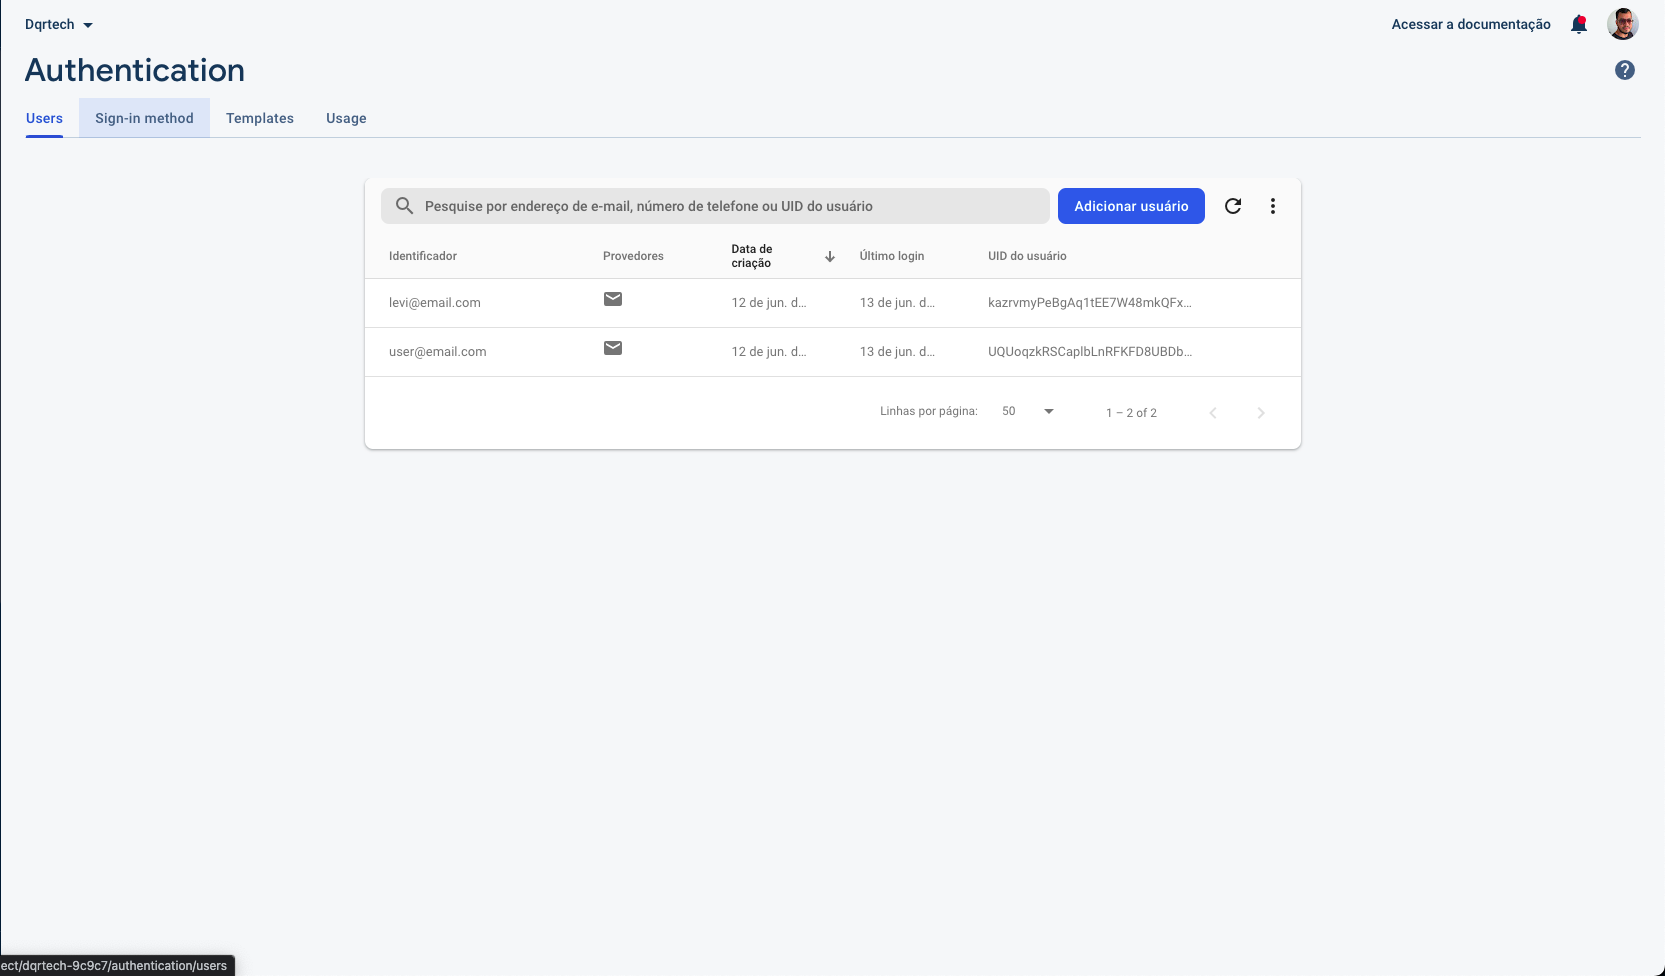 Dqrtech
Acessar a documentação
Authentication
Users Sign-in method Templates Usage
Pesquise por endereço de e-mail, número de telefone ou UID do usuário
Adicionar usuário
Identificador Provedores Data de criação Último login UID do usuário
levi@email.com 12 de jun. d... 13 de jun. d... kazrvmyPeBgAq1tEE7W48mkQFx...
user@email.com 12 de jun. d... 13 de jun. d... UQUoqzkRSCaplbLnRFKFD8UBDb...
Linhas por página: 50 1 – 2 of 2
ect/dqrtech-9c9c7/authentication/users